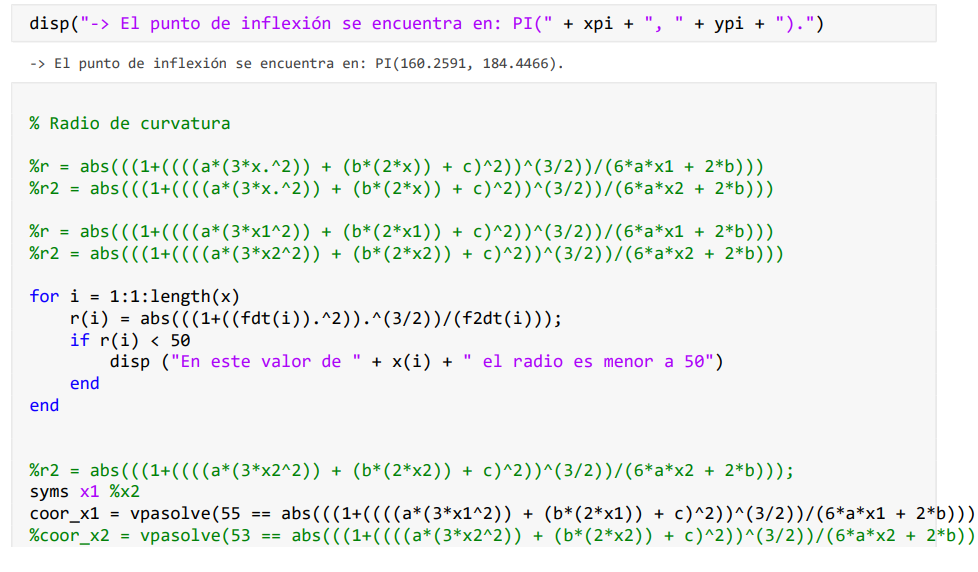 disp("-> El punto de inflexión se encuentra en: PI(" + xpi + ", " + ypi + ").")
-> El punto de inflexión se encuentra en: PI(160.2591, 184.4466).
% Radio de curvatura
%r = abs(((1+((((a*(3*x.^2)) + (b*(2*x)) + c)^2))^(3/2))/(6*a*x1 + 2*b)))
%r2 = abs(((1+((((a*(3*x.^2)) + (b*(2*x)) + c)^2))^(3/2))/(6*a*x2 + 2*b)))
%r = abs(((1+((((a*(3*x1^2)) + (b*(2*x1)) + c)^2))^(3/2))/(6*a*x1 + 2*b)))
%r2 = abs(((1+((((a*(3*x2^2)) + (b*(2*x2)) + c)^2))^(3/2))/(6*a*x2 + 2*b)))
for i = 1:1:length(x)
    r(i) = abs(((1+((fdt(i)).^2)).^(3/2))/(f2dt(i)));
    if r(i) < 50
        disp ("En este valor de " + x(i) + " el radio es menor a 50")
    end
end
%r2 = abs(((1+((((a*(3*x2^2)) + (b*(2*x2)) + c)^2))^(3/2))/(6*a*x2 + 2*b)));
syms x1 %x2
coor_x1 = vpasolve(55 == abs(((1+((((a*(3*x1^2)) + (b*(2*x1)) + c)^2))^(3/2))/(6*a*x1 + 2*b)))
%coor_x2 = vpasolve(53 == abs(((1+((((a*(3*x2^2)) + (b*(2*x2)) + c)^2))^(3/2))/(6*a*x2 + 2*b))